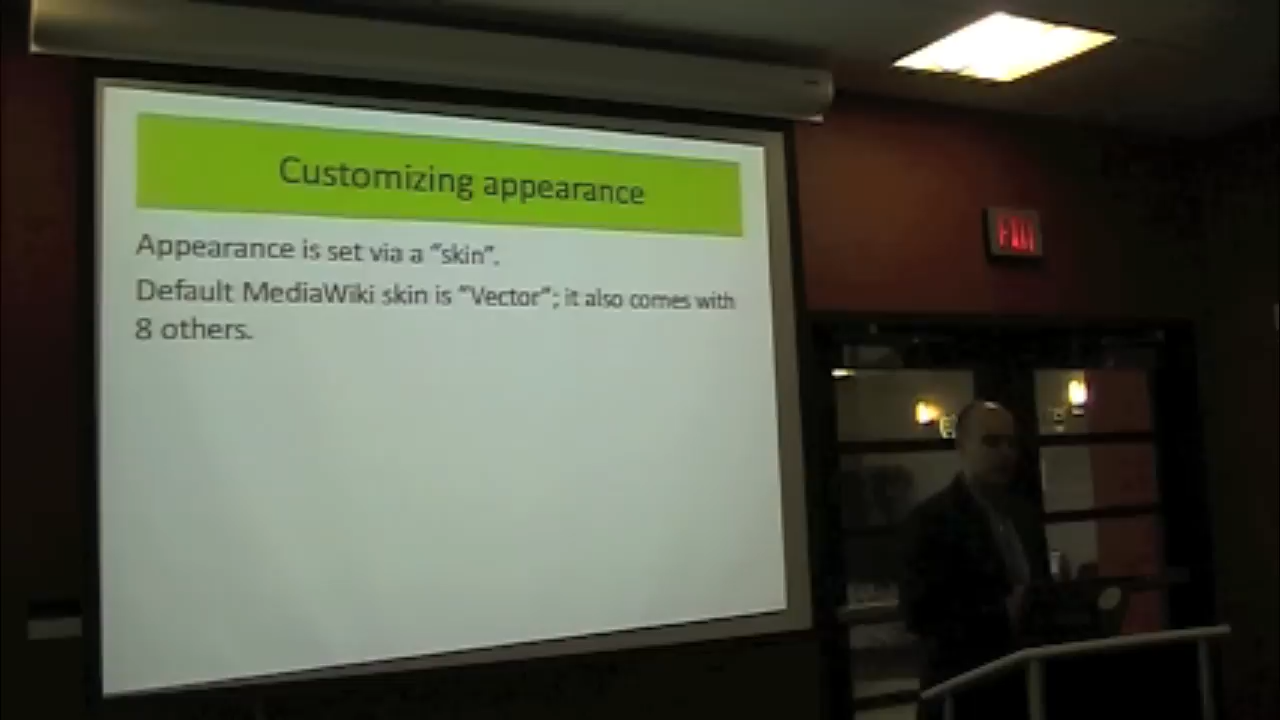 Customizing appearance
Appearance is set via a “skin”.
Default MediaWiki skin is “Vector”; it also comes with
8 others.
EXIT